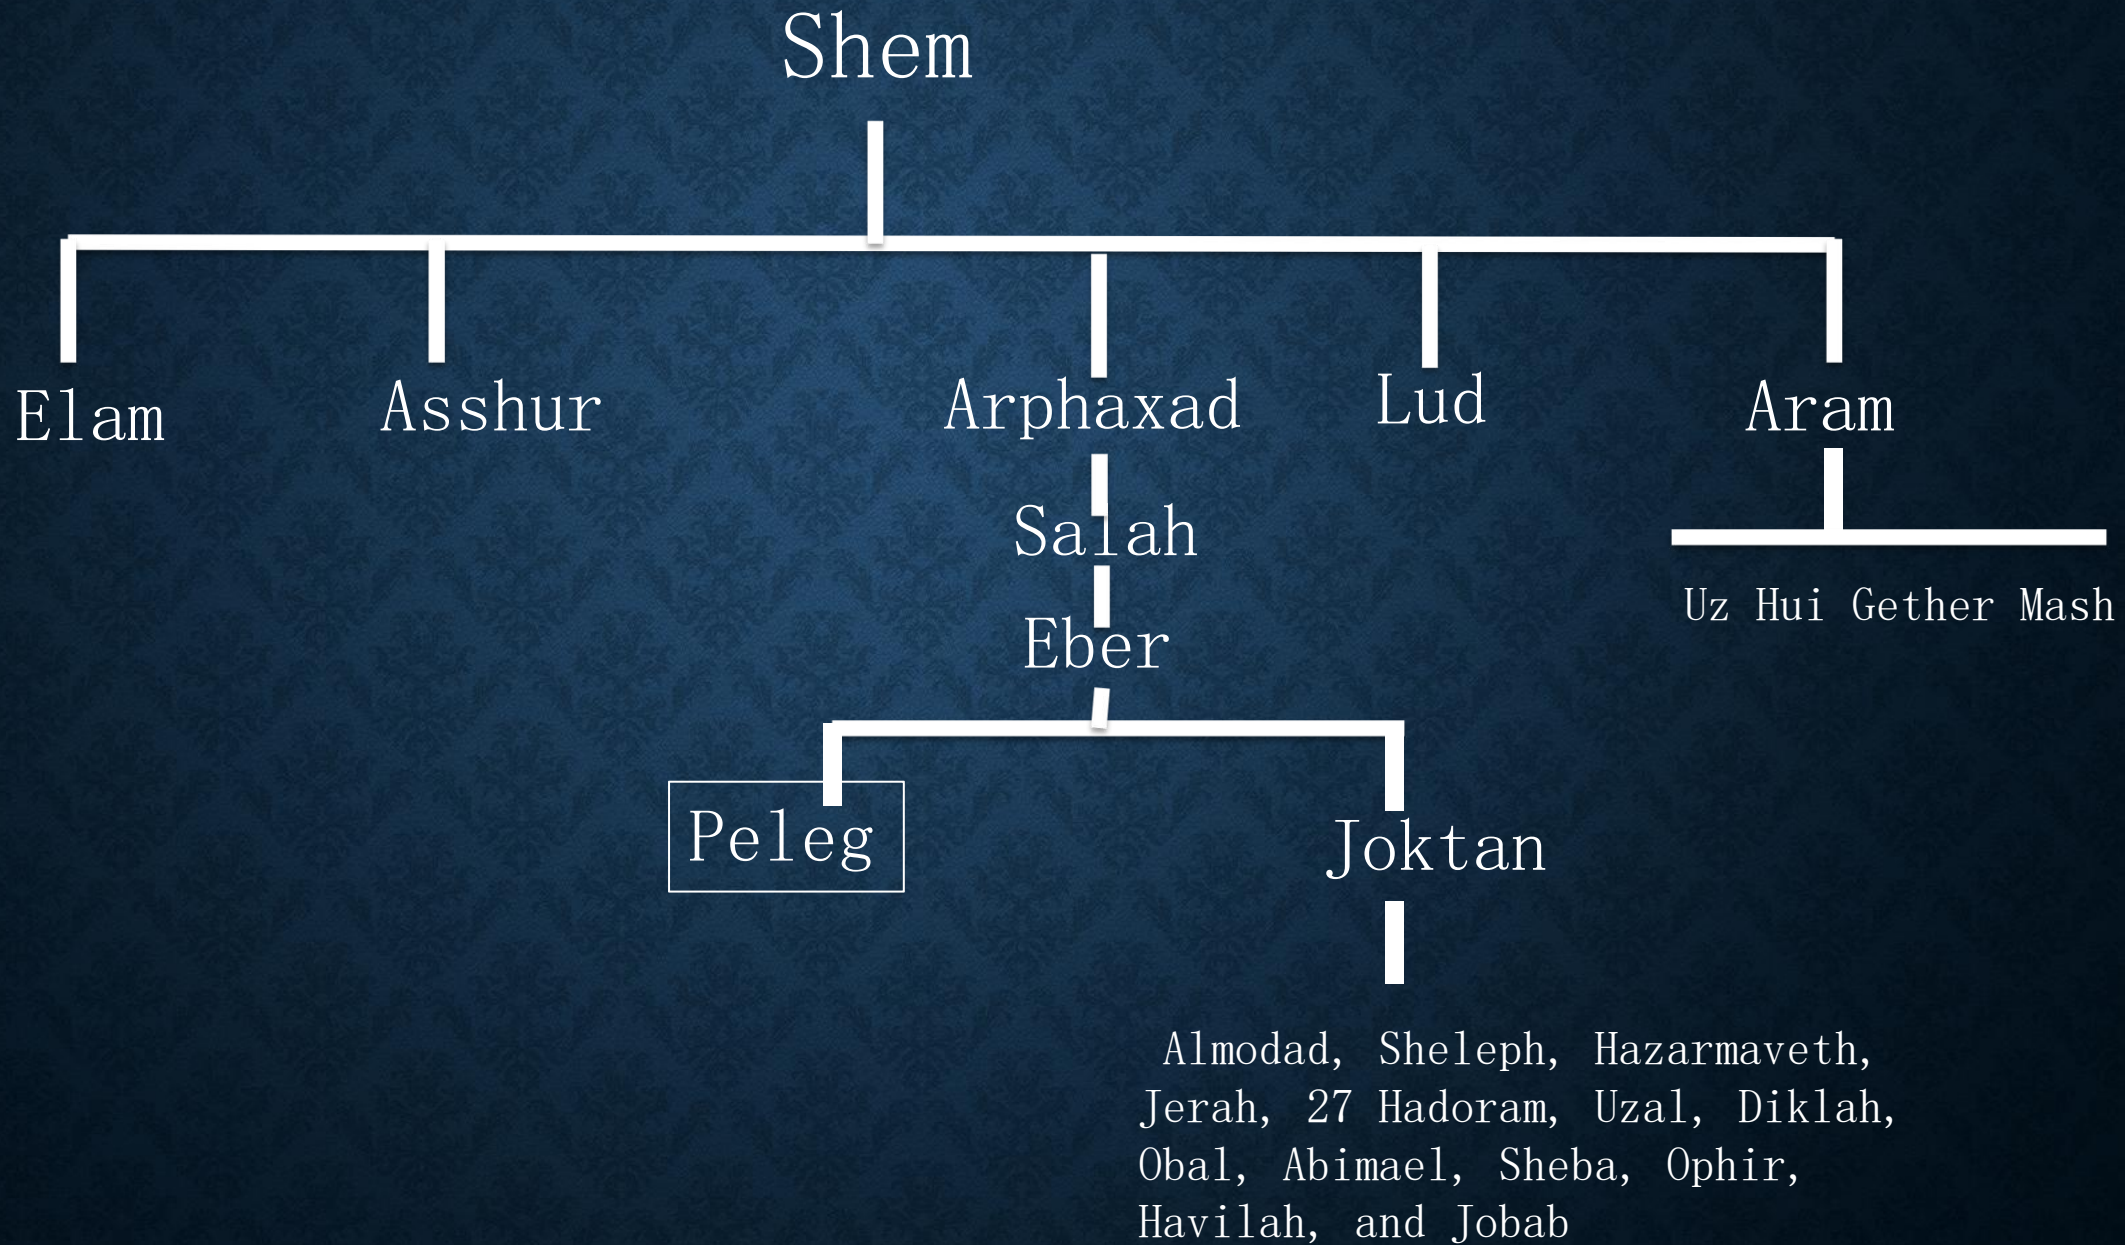 Shem
Elam Asshur Arphaxad Lud Aram
Salah
Uz Hui Gether Mash
Eber
Peleg Joktan
Almodad, Sheleph, Hazarmaveth,
Jerah, 27 Hadoram, Uzal, Diklah,
Obal, Abimael, Sheba, Ophir,
Havilah, and Jobab